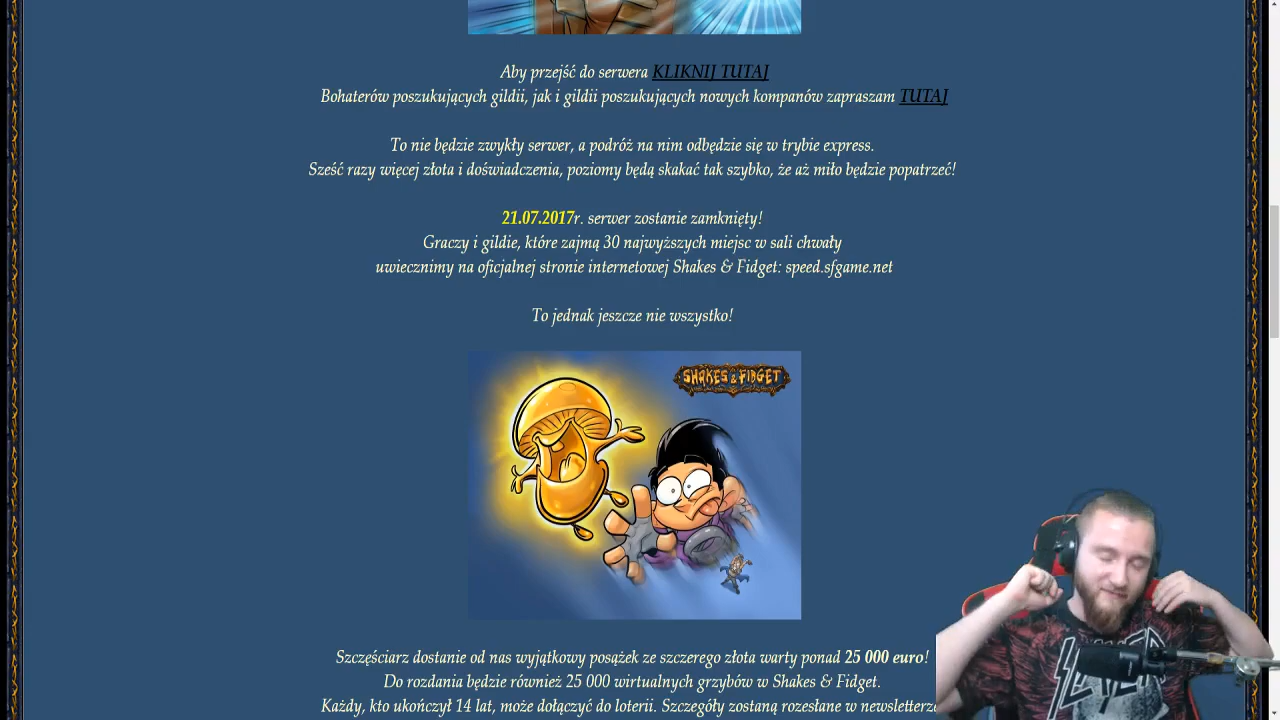 Aby przejść do serwera KLIKNIJ TUTAJ
Bohaterów poszukujących gildii, jak i gildii poszukujących nowych kompanów zapraszam TUTAJ
To nie będzie zwykły serwer, a podróż na nim odbędzie się w trybie express.
Sześć razy więcej złota i doświadczenia, poziomy będą skakać tak szybko, że aż miło będzie popatrzeć!
21.07.2017r. serwer zostanie zamknięty!
Graczy i gildie, które zajmą 30 najwyższych miejsc w sali chwały
uwiecznimy na oficjalnej stronie internetowej Shakes & Fidget: speed.sfgame.net
To jednak jeszcze nie wszystko!
SHAKES & FIDGET
Szczęściarz dostanie od nas wyjątkowy posążek ze szczerego złota warty ponad 25 000 euro!
Do rozdania będzie również 25 000 wirtualnych grzybów w Shakes & Fidget.
Każdy, kto ukończył 14 lat, może dołączyć do loterii. Szczegóły zostaną rozesłane w newsletterze
SLAYER